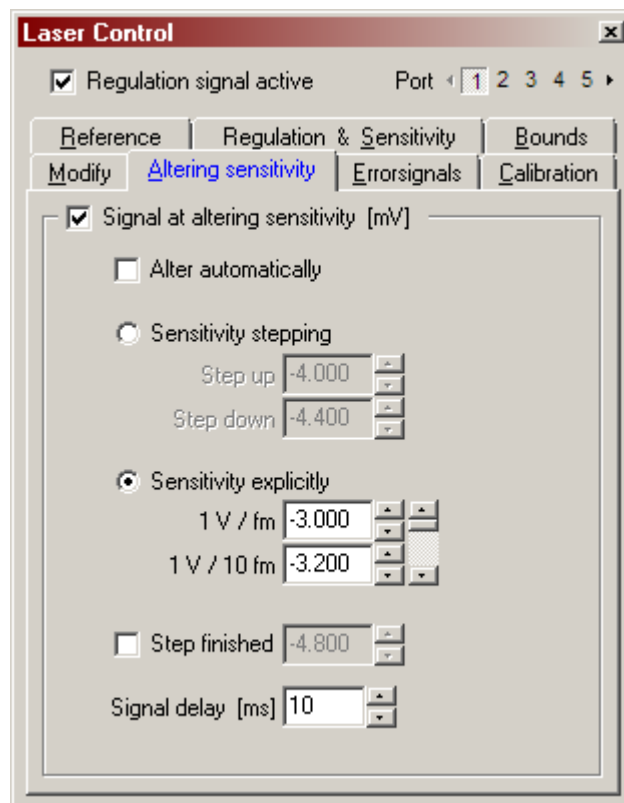 Laser Control
Regulation signal active Port 1 2 3 4 5
Reference Regulation & Sensitivity Bounds
Modify Altering sensitivity Errorsignals Calibration
Signal at altering sensitivity [mV]
Alter automatically
Sensitivity stepping
Step up -4.000
Step down -4.400
Sensitivity explicitly
1 V / fm -3.000
1 V / 10 fm -3.200
Step finished -4.800
Signal delay [ms] 10